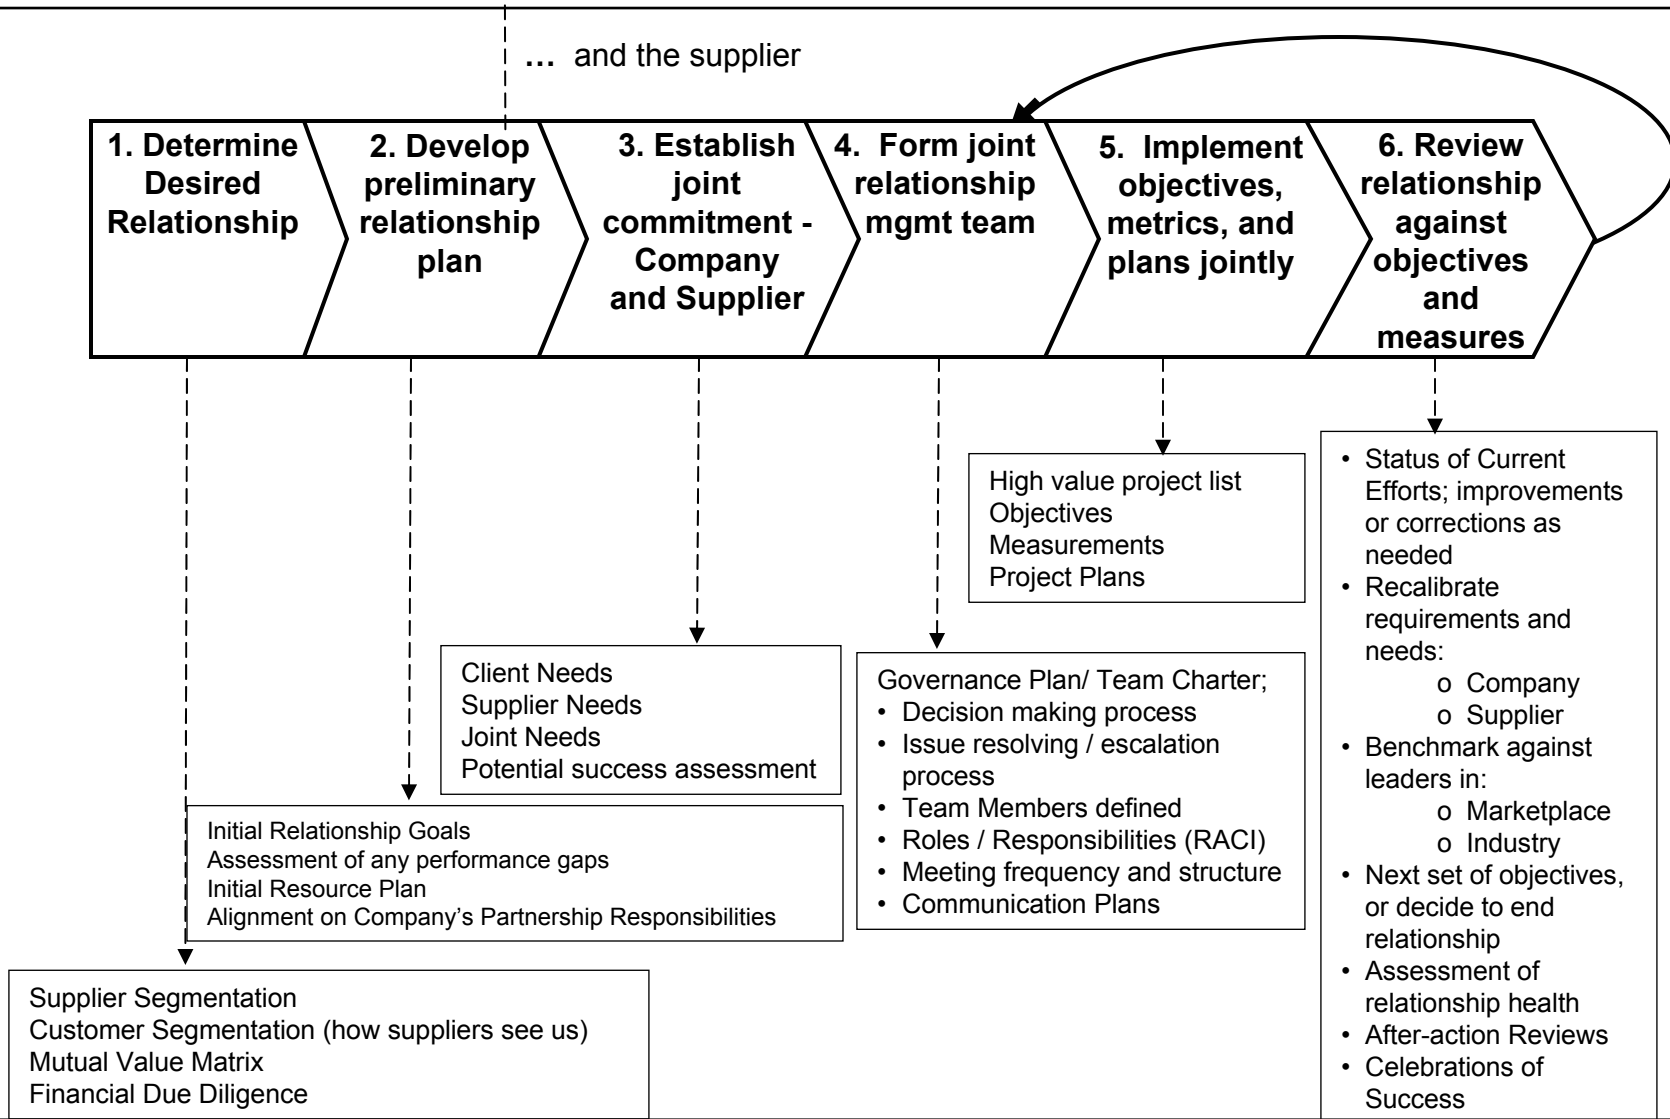 … and the supplier
1. Determine
Desired
Relationship
2. Develop
preliminary
relationship
plan
3. Establish
joint
commitment -
Company
and Supplier
4. Form joint
relationship
mgmt team
5. Implement
objectives,
metrics, and
plans jointly
6. Review
relationship
against
objectives
and
measures
Supplier Segmentation
Customer Segmentation (how suppliers see us)
Mutual Value Matrix
Financial Due Diligence
Initial Relationship Goals
Assessment of any performance gaps
Initial Resource Plan
Alignment on Company’s Partnership Responsibilities
Client Needs
Supplier Needs
Joint Needs
Potential success assessment
Governance Plan/ Team Charter;
• Decision making process
• Issue resolving / escalation
process
• Team Members defined
• Roles / Responsibilities (RACI)
• Meeting frequency and structure
• Communication Plans
High value project list
Objectives
Measurements
Project Plans
• Status of Current
Efforts; improvements
or corrections as
needed
• Recalibrate
requirements and
needs:
o Company
o Supplier
• Benchmark against
leaders in:
o Marketplace
o Industry
• Next set of objectives,
or decide to end
relationship
• Assessment of
relationship health
• After-action Reviews
• Celebrations of
Success